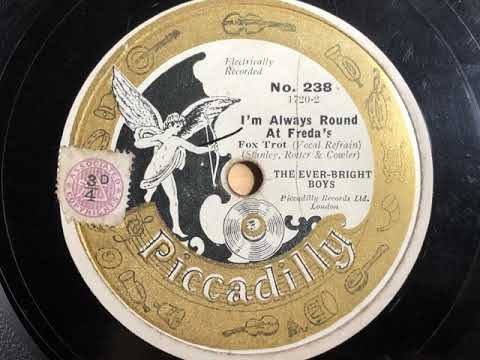 Electrically
Recorded
No. 238
1720-2
I'm Always Round
At Freda's
Fox Trot (Vocal Refrain)
(Stanley, Rotter & Cowler)
THE EVER-BRIGHT
BOYS
Piccadilly Records Ltd.
London
3D
/4
Piccadilly